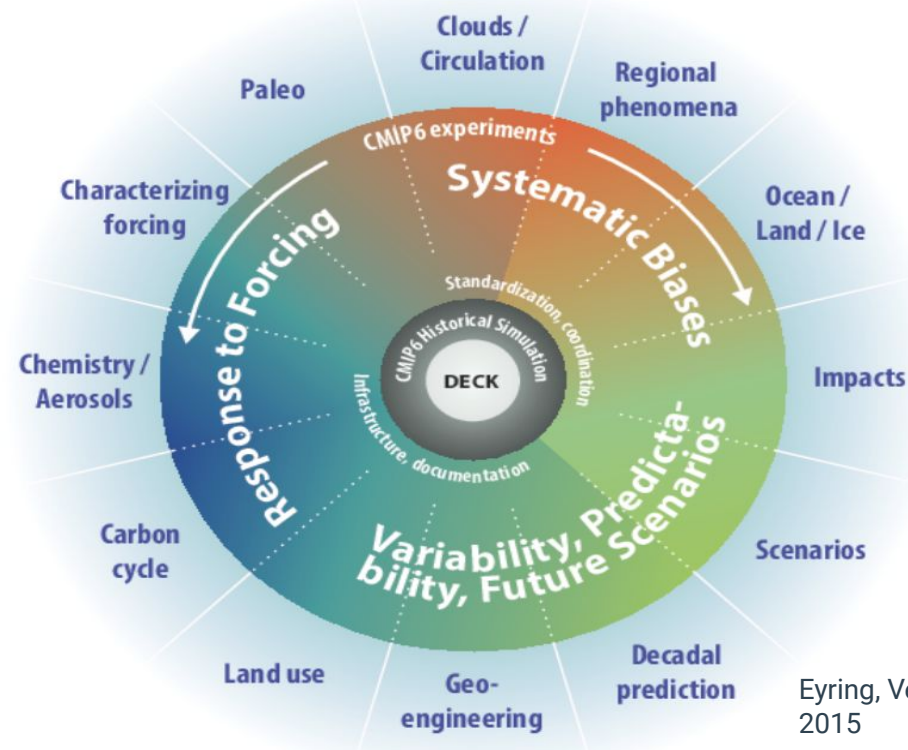 Clouds /
Circulation
Regional
phenomena
Paleo
Characterizing
forcing
Ocean /
Land / Ice
Chemistry /
Aerosols
Impacts
Carbon
cycle
Scenarios
Land use
Geo-
engineering
Decadal
prediction
CMIP6 experiments
Systematic Biases
Response to Forcing
Variability, Predicta-
bility, Future Scenarios
Standardization, coordination
CMIP6 Historical Simulation
DECK
Infrastructure, documentation
Eyring,
2015